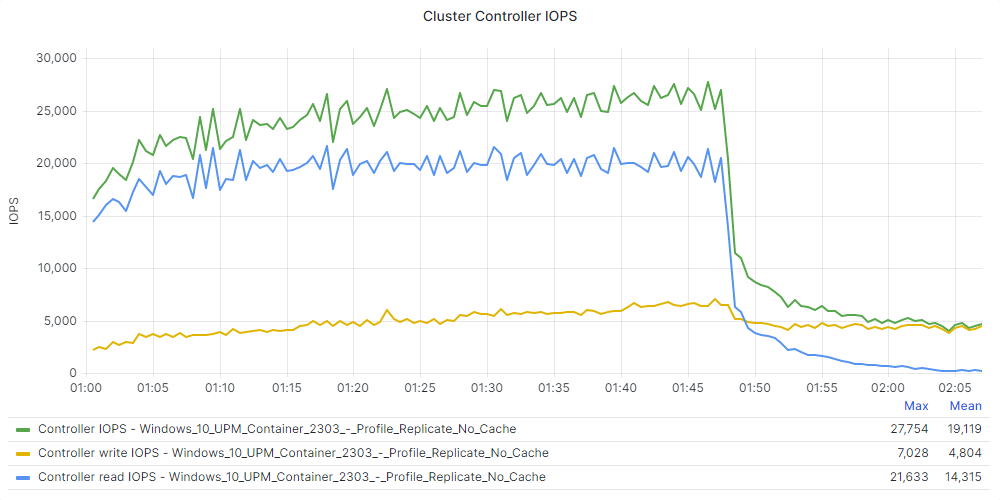 Cluster Controller IOPS
30,000
25,000
20,000
15,000
10,000
5,000
0
IOPS
01:00 01:05 01:10 01:15 01:20 01:25 01:30 01:35 01:40 01:45 01:50 01:55 02:00 02:05
Max Mean
Controller IOPS - Windows_10_UPM_Container_2303_-_Profile_Replicate_No_Cache 27,754 19,119
Controller write IOPS - Windows_10_UPM_Container_2303_-_Profile_Replicate_No_Cache 7,028 4,804
Controller read IOPS - Windows_10_UPM_Container_2303_-_Profile_Replicate_No_Cache 21,633 14,315